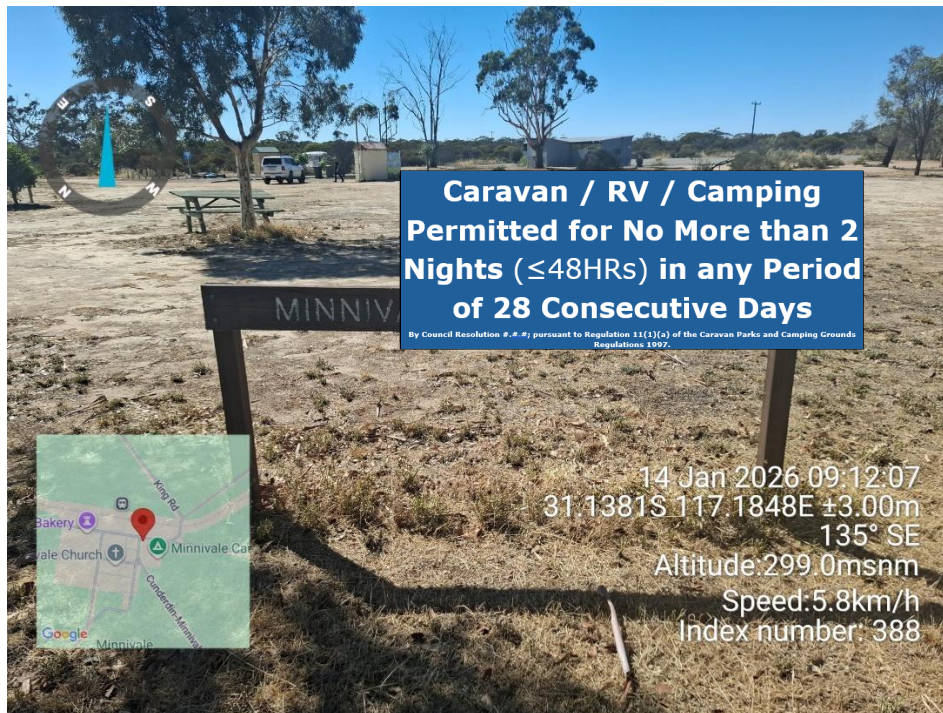 E
S
N
W
Caravan / RV / Camping
Permitted for No More than 2
Nights (≤48HRs) in any Period
of 28 Consecutive Days
By Council Resolution #.#.#; pursuant to Regulation 11(1)(a) of the Caravan Parks and Camping Grounds
Regulations 1997.
MINNIV
14 Jan 2026 09:12:07
31.1381S 117.1848E ±3.00m
135° SE
Altitude:299.0msnm
Speed:5.8km/h
Index number: 388
King Rd
Bakery
vale Church
Minnivale Car
Cunderdin-Minniva
Google
Minnivale